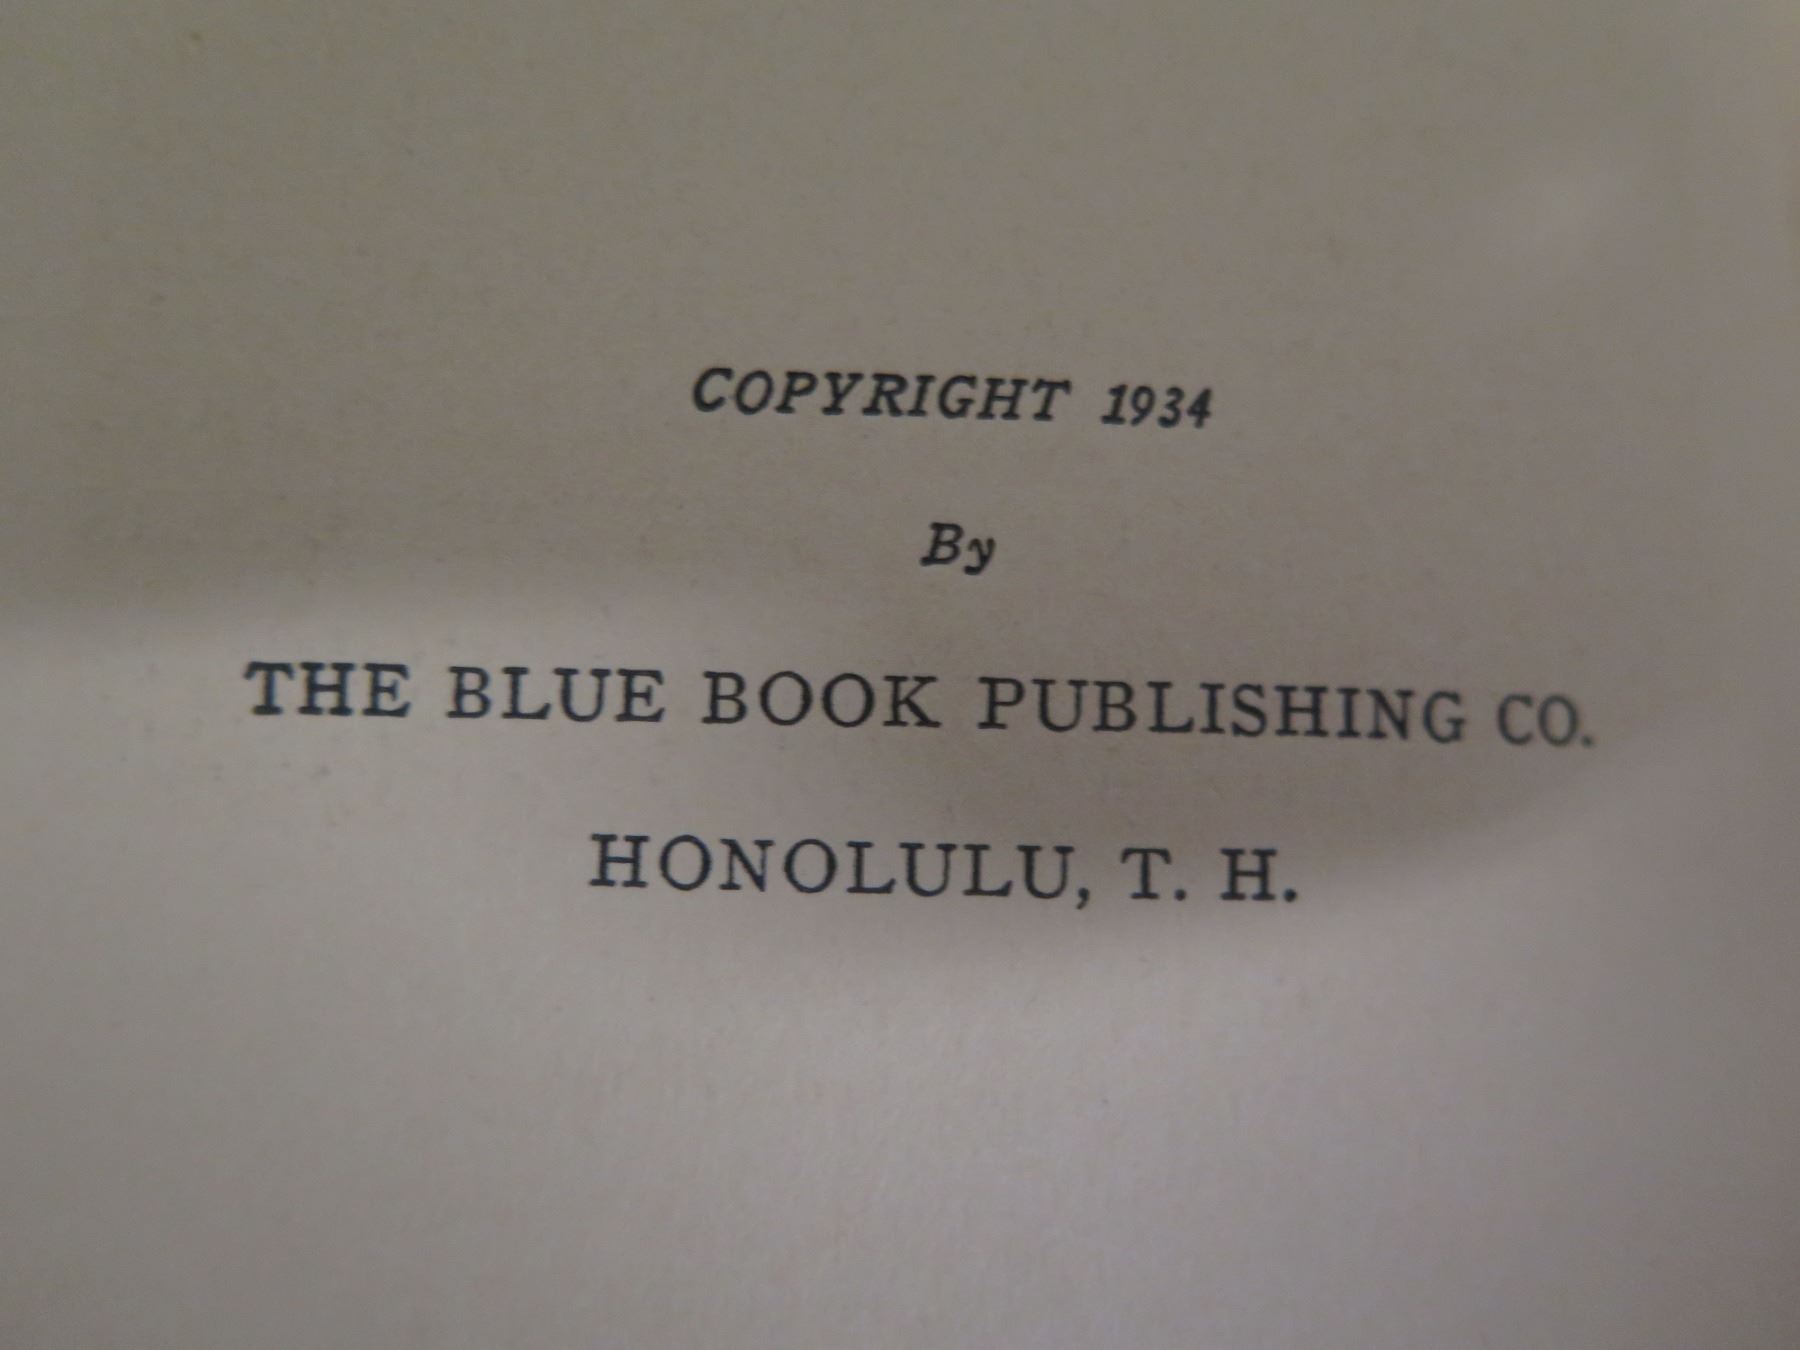 COPYRIGHT 1934
By
THE BLUE BOOK PUBLISHING CO.
HONOLULU, T. H.